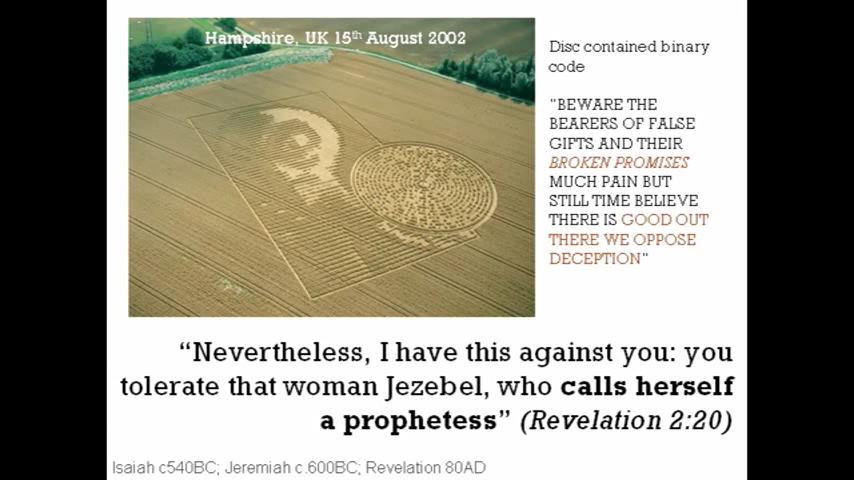 Hampshire, UK 15th August 2002
Disc contained binary
code
"BEWARE THE
BEARERS OF FALSE
GIFTS AND THEIR
BROKEN PROMISES
MUCH PAIN BUT
STILL TIME BELIEVE
THERE IS GOOD OUT
THERE WE OPPOSE
DECEPTION"
“Nevertheless, I have this against you: you
tolerate that woman Jezebel, who calls herself
a prophetess” (Revelation 2:20)
Isaiah c540BC; Jeremiah c.600BC; Revelation 80AD